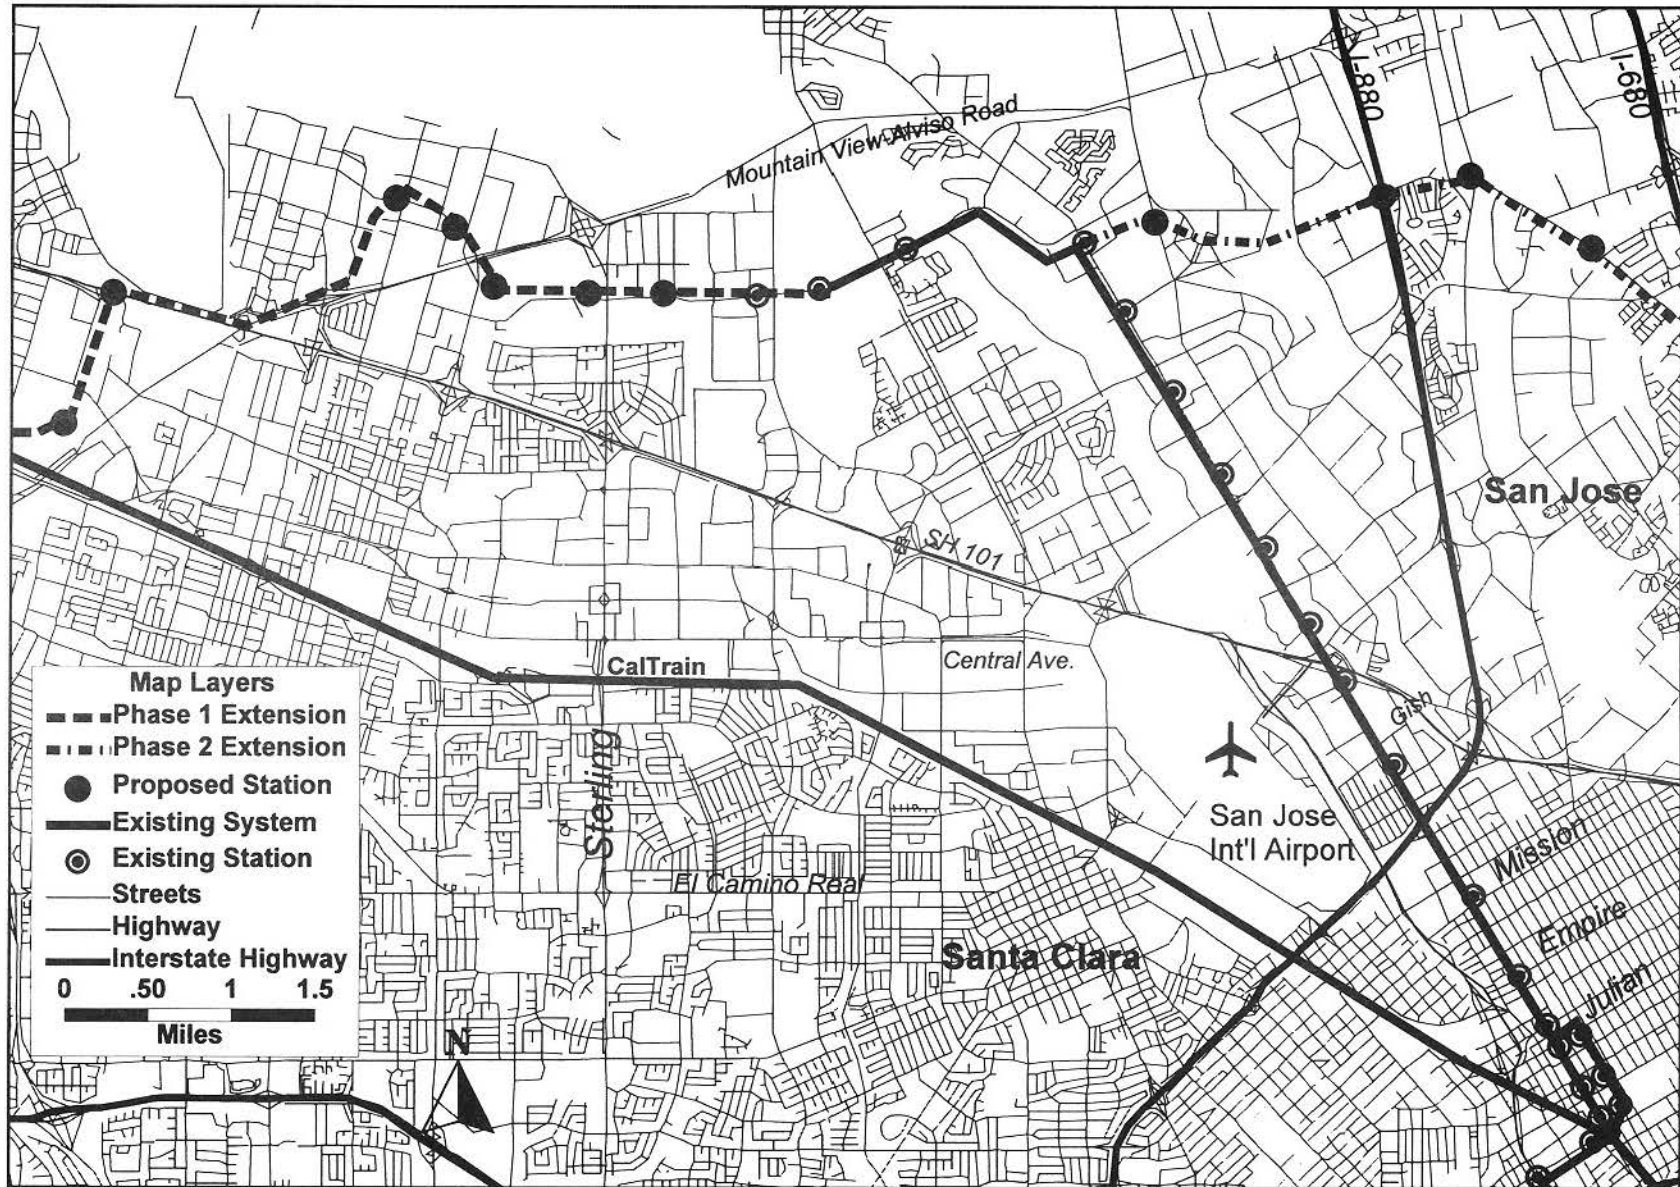 I-880
I-680
Mountain View-Alviso Road
San Jose
SH 101
Central Ave.
CalTrain
Gish
Sterling
San Jose
Int'l Airport
Mission
El Camino Real
Empire
Santa Clara
Julian
Map Layers
Phase 1 Extension
Phase 2 Extension
Proposed Station
Existing System
Existing Station
Streets
Highway
Interstate Highway
0 .50 1 1.5
Miles
N